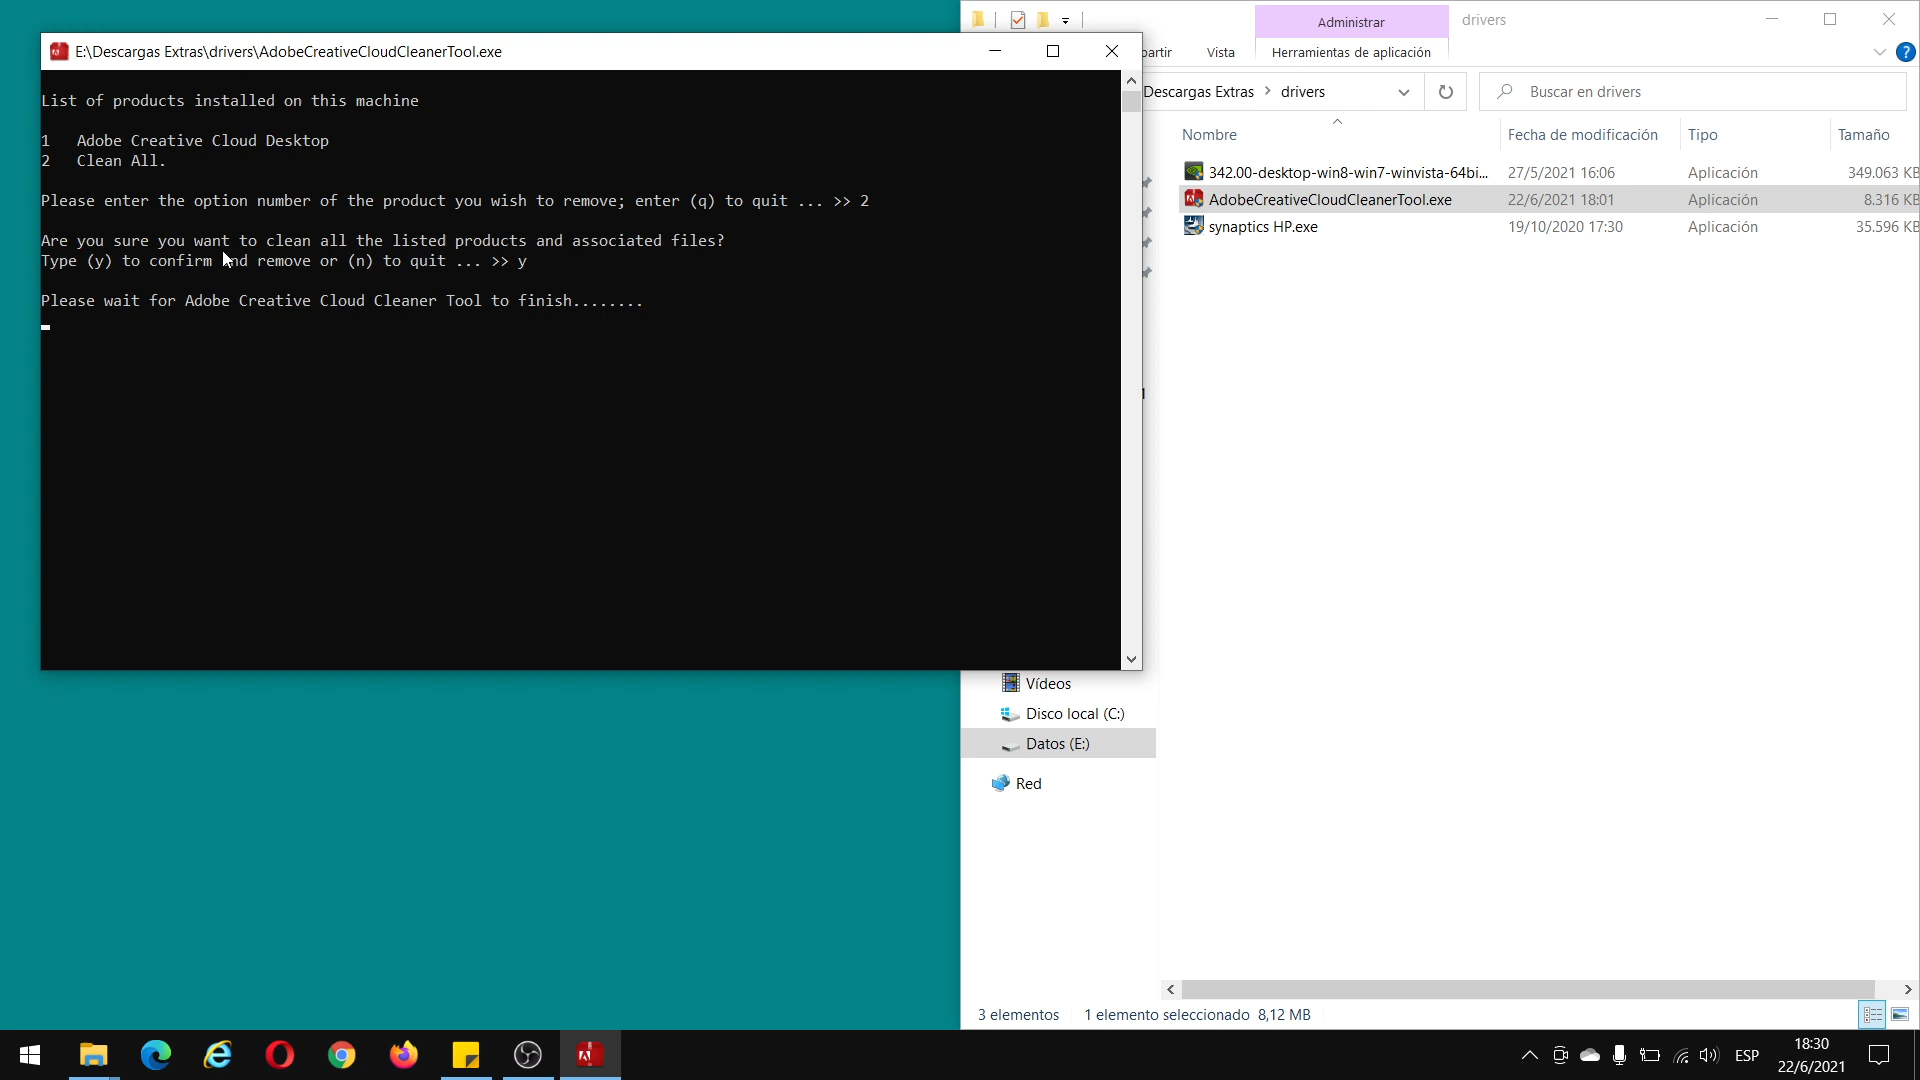 E:\Descargas Extras\drivers\AdobeCreativeCloudCleanerTool.exe
List of products installed on this machine
1 Adobe Creative Cloud Desktop
2 Clean All.
Please enter the option number of the product you wish to remove; enter (q) to quit ... >> 2
Are you sure you want to clean all the listed products and associated files?
Type (y) to confirm and remove or (n) to quit ... >> y
Please wait for Adobe Creative Cloud Cleaner Tool to finish........
Administrar
drivers
partir
Vista
Herramientas de aplicación
Descargas Extras > drivers
Buscar en drivers
Nombre
Fecha de modificación
Tipo
Tamaño
342.00-desktop-win8-win7-winvista-64bi... 27/5/2021 16:06 Aplicación 349.063 KB
AdobeCreativeCloudCleanerTool.exe 22/6/2021 18:01 Aplicación 8.316 KB
synaptics HP.exe 19/10/2020 17:30 Aplicación 35.596 KB
Vídeos
Disco local (C:)
Datos (E:)
Red
3 elementos
1 elemento seleccionado 8,12 MB
ESP
18:30
22/6/2021